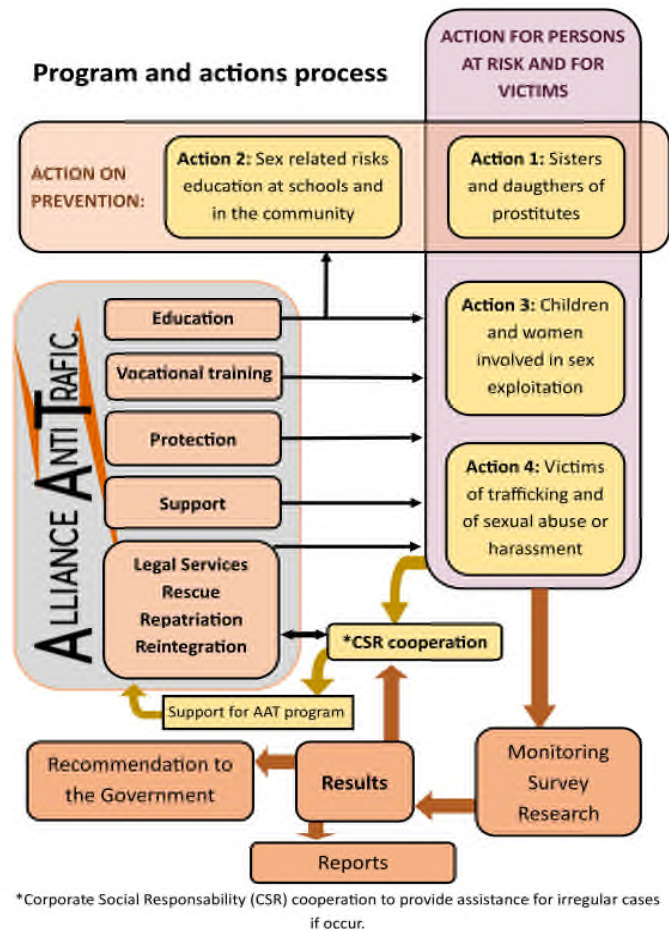 Program and actions process
ACTION FOR PERSONS
AT RISK AND FOR
VICTIMS
ACTION ON
PREVENTION:
Action 2: Sex related risks
education at schools and
in the community
Action 1: Sisters
and daugthers of
prostitutes
ALLIANCE ANTI TRAFIC
Education
Vocational training
Protection
Support
Legal Services
Rescue
Repatriation
Reintegration
Action 3: Children
and women
involved in sex
exploitation
Action 4: Victims
of trafficking and
of sexual abuse or
harassment
*CSR cooperation
Support for AAT program
Recommendation to
the Government
Results
Monitoring
Survey
Research
Reports
*Corporate Social Responsability (CSR) cooperation to provide assistance for irregular cases
if occur.